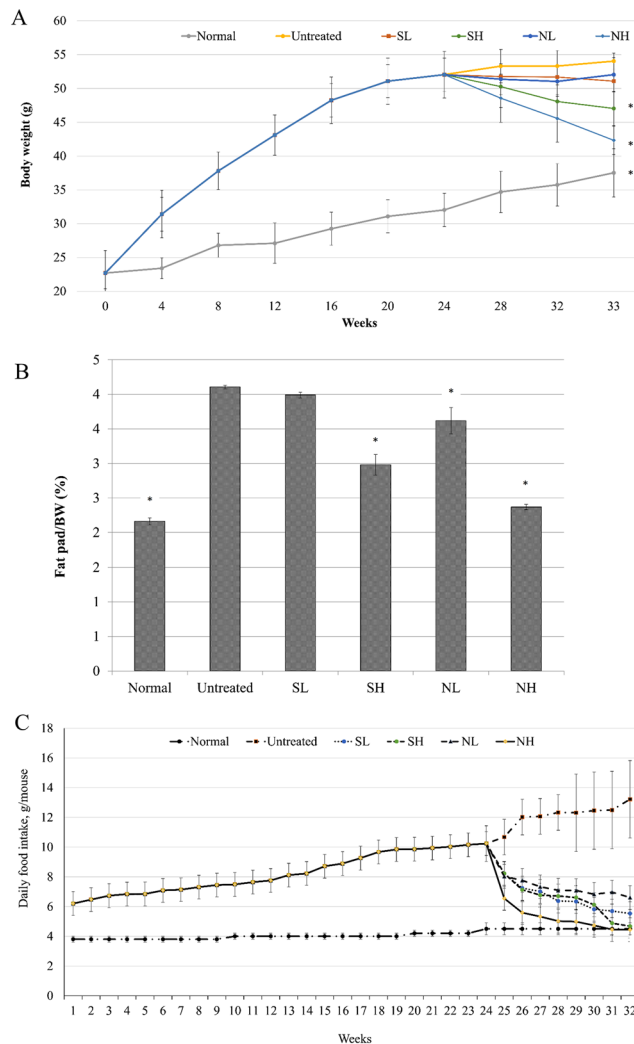 A
Normal Untreated SL SH NL NH
60
55
50
45
40
35
30
25
20
Body weight (g)
*
*
*
0 4 8 12 16 20 24 28 32 33
Weeks
B
5
4
4
3
3
2
2
1
1
0
Fat pad/BW (%)
* * * *
Normal Untreated SL SH NL NH
C
Normal Untreated SL SH NL NH
18
16
14
12
10
8
6
4
2
0
Daily food intake, g/mouse
1 2 3 4 5 6 7 8 9 10 11 12 13 14 15 16 17 18 19 20 21 22 23 24 25 26 27 28 29 30 31 32
Weeks